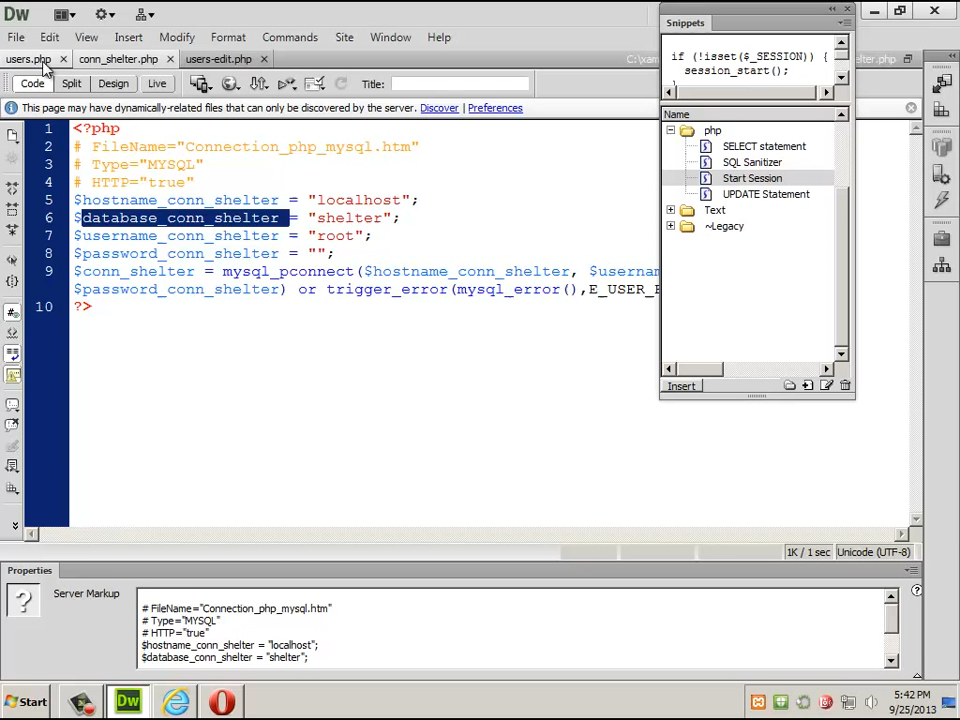 Dw
File Edit View Insert Modify Format Commands Site Window Help
users.php conn_shelter.php users-edit.php C:\xam er.php
Code Split Design Live Title:
This page may have dynamically-related files that can only be discovered by the server. Discover | Preferences
1 <?php
2 # FileName="Connection_php_mysql.htm"
3 # Type="MYSQL"
4 # HTTP="true"
5 $hostname_conn_shelter = "localhost";
6 $database_conn_shelter = "shelter";
7 $username_conn_shelter = "root";
8 $password_conn_shelter = "";
9 $conn_shelter = mysql_pconnect($hostname_conn_shelter, $userna
$password_conn_shelter) or trigger_error(mysql_error(),E_USER_E
10 ?>
Snippets
if (!isset($_SESSION)) {
session_start();
Name
php
SELECT statement
SQL Sanitizer
Start Session
UPDATE Statement
Text
~Legacy
Insert
1K / 1 sec Unicode (UTF-8)
Properties
Server Markup
# FileName="Connection_php_mysql.htm"
# Type="MYSQL"
# HTTP="true"
$hostname_conn_shelter = "localhost";
$database_conn_shelter = "shelter";
Start Dw 5:42 PM
9/25/2013